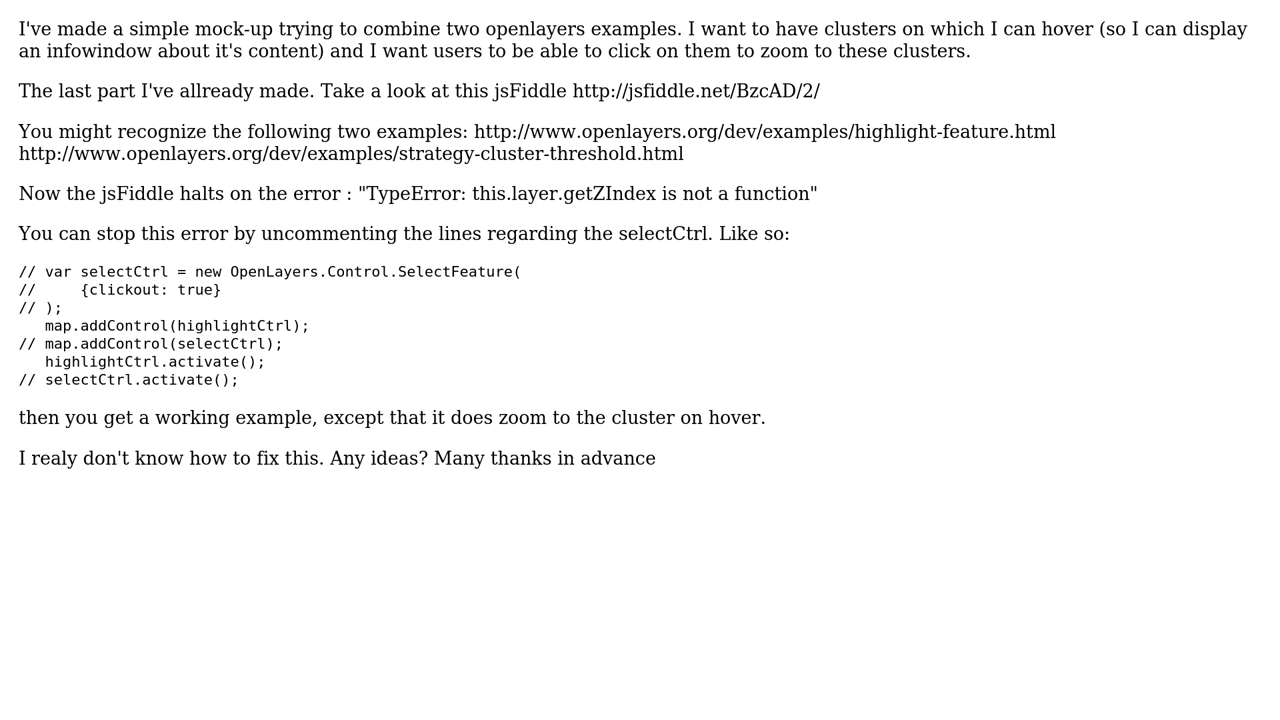 I've made a simple mock-up trying to combine two openlayers examples. I want to have clusters on which I can hover (so I can display
an infowindow about it's content) and I want users to be able to click on them to zoom to these clusters.
The last part I've allready made. Take a look at this jsFiddle http://jsfiddle.net/BzcAD/2/
You might recognize the following two examples: http://www.openlayers.org/dev/examples/highlight-feature.html
http://www.openlayers.org/dev/examples/strategy-cluster-threshold.html
Now the jsFiddle halts on the error : "TypeError: this.layer.getZIndex is not a function"
You can stop this error by uncommenting the lines regarding the selectCtrl. Like so:
// var selectCtrl = new OpenLayers.Control.SelectFeature(
//     {clickout: true}
// );
   map.addControl(highlightCtrl);
// map.addControl(selectCtrl);
   highlightCtrl.activate();
// selectCtrl.activate();
then you get a working example, except that it does zoom to the cluster on hover.
I realy don't know how to fix this. Any ideas? Many thanks in advance